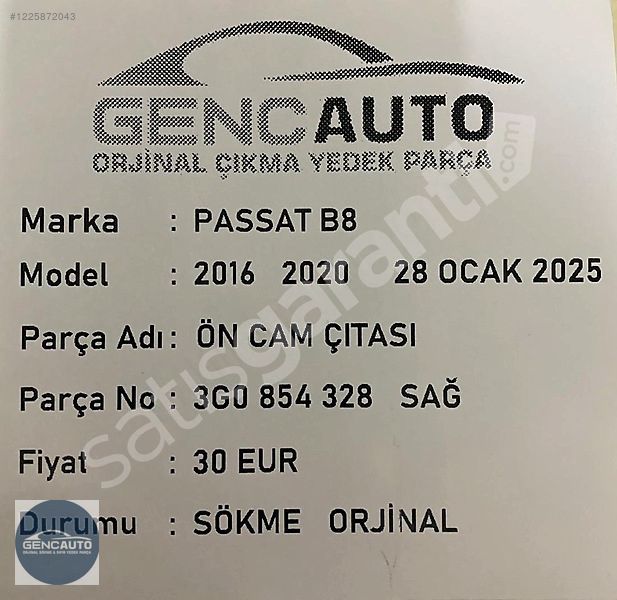 #1225872043
GENCAUTO
ORJİNAL ÇIKMA YEDEK PARÇA
Marka : PASSAT B8
Model : 2016 2020 28 OCAK 2025
Parça Adı : ÖN CAM ÇITASI
Parça No : 3G0 854 328 SAĞ
Fiyat : 30 EUR
Durumu : SÖKME ORJİNAL
satışgaranti.com
GENCAUTO